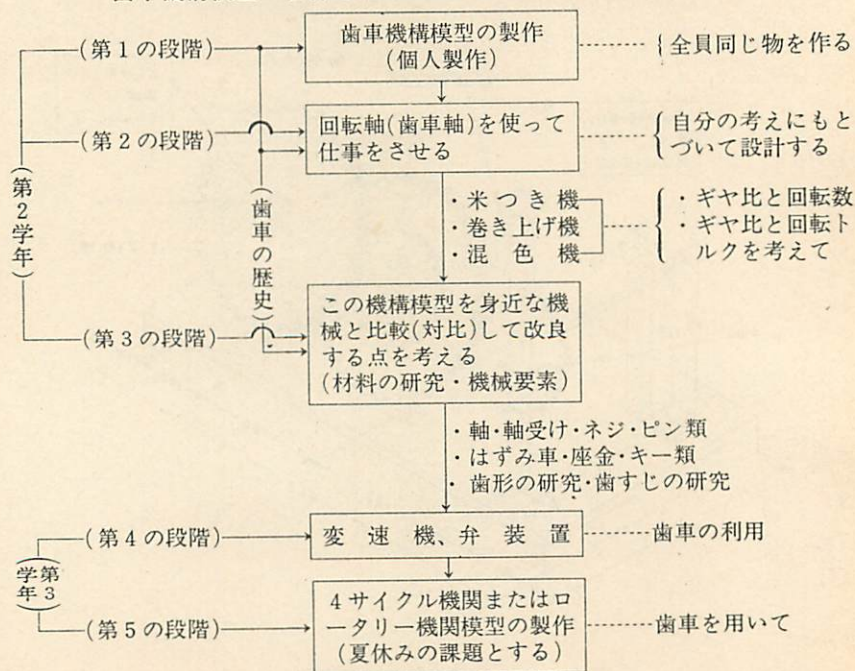 (第1の段階)
歯車機構模型の製作
(個人製作)
全員同じ物を作る
(第2の段階)
回転軸(歯車軸)を使って
仕事をさせる
自分の考えにもと
づいて設計する
(第2学年)
(歯車の歴史)
・米つき機
・巻き上げ機
・混色機
・ギヤ比と回転数
・ギヤ比と回転ト
ルクを考えて
(第3の段階)
この機構模型を身近な機
械と比較(対比)して改良
する点を考える
(材料の研究・機械要素)
・軸・軸受け・ネジ・ピン類
・はずみ車・座金・キー類
・歯形の研究・歯すじの研究
(第3学年)
(第4の段階)
変速機、弁装置
歯車の利用
(第5の段階)
4サイクル機関またはロ
ータリー機関模型の製作
(夏休みの課題とする)
歯車を用いて